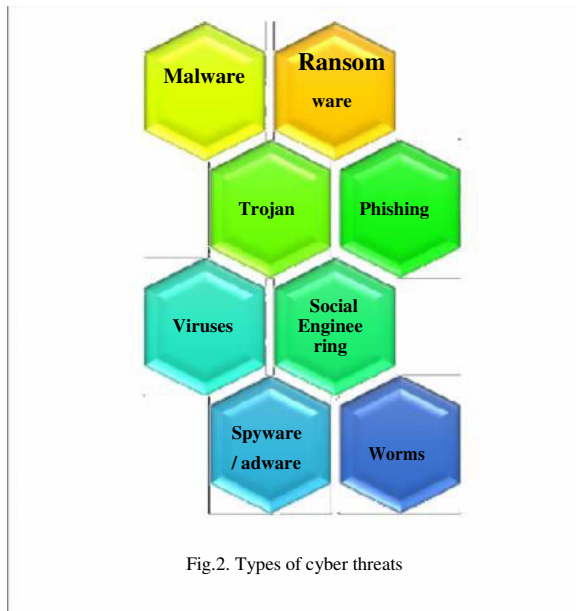 Malware
Ransom
ware
Trojan
Phishing
Viruses
Social
Enginee
ring
Spyware
/ adware
Worms
Fig.2. Types of cyber threats